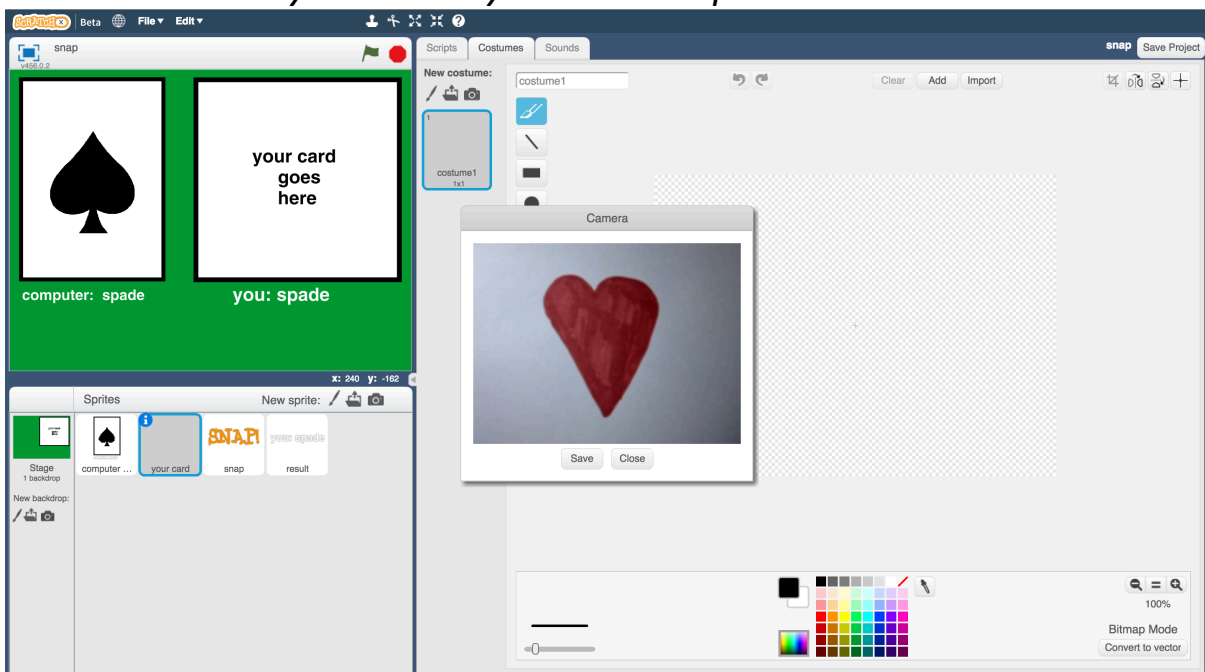 SCRATCHX Beta File▾ Edit▾
snap
v456.0.2
Scripts Costumes Sounds
snap Save Project
New costume:
costume1
Clear Add Import
1
costume1
1x1
your card
goes
here
computer: spade
you: spade
Camera
Save Close
x: 240 y: -162
Sprites New sprite:
SNAP!
you: spade
Stage
1 backdrop
computer ... your card snap result
New backdrop:
100%
Bitmap Mode
Convert to vector